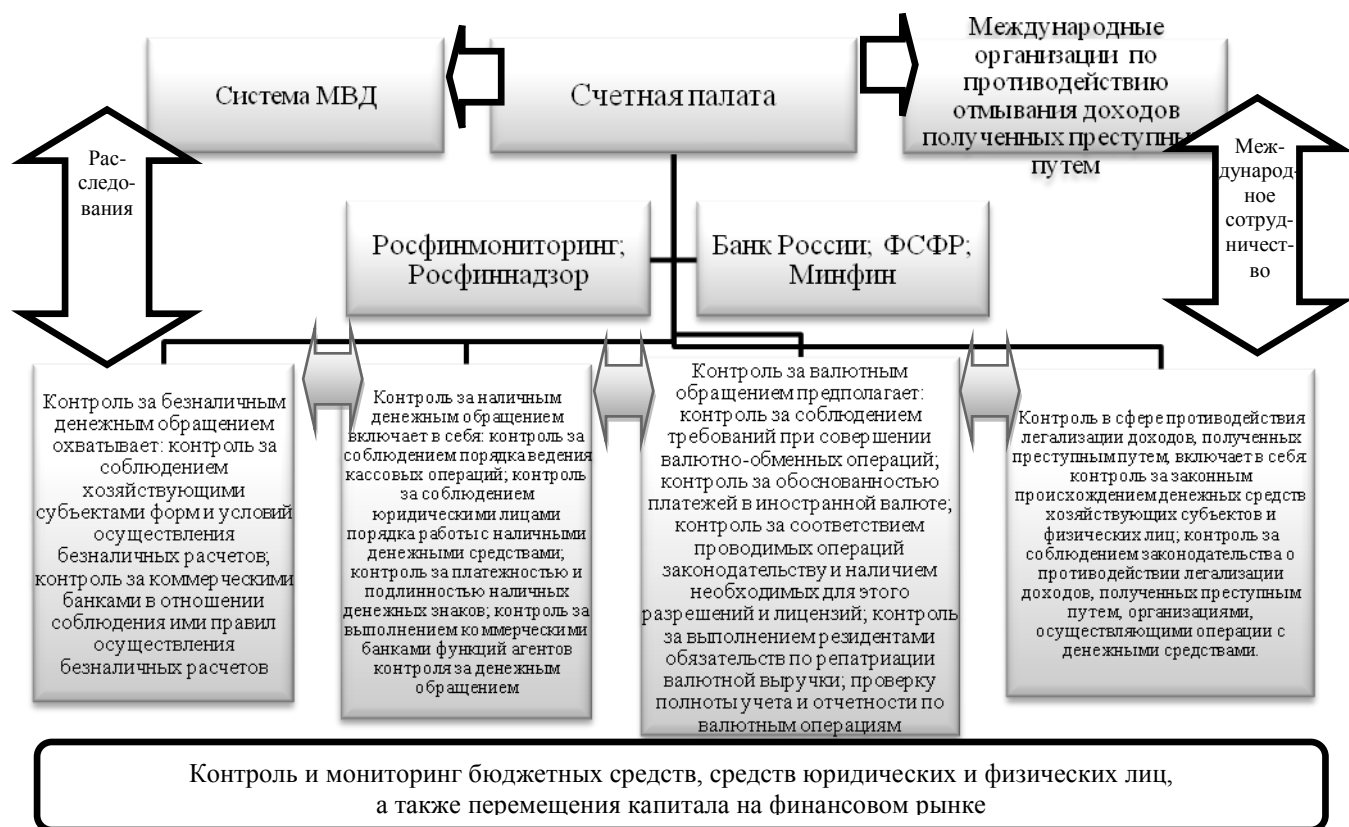 Система МВД
Счетная палата
Международные
организации по
противодействию
отмывания доходов
полученных преступным
путем
Рас-
следо-
вания
Меж-
дународ-
ное
сотруд-
ничест-
во
Росфинмониторинг;
Росфиннадзор
Банк России; ФСФР;
Минфин
Контроль за безналичным
денежным обращением
охватывает: контроль за
соблюдением
хозяйствующими
субъектами форм и условий
осуществления
безналичных расчетов;
контроль за коммерческими
банками в отношении
соблюдения ими правил
осуществления
безналичных расчетов
Контроль за наличным
денежным обращением
включает в себя: контроль за
соблюдением порядка ведения
кассовых операций; контроль
за соблюдением
юридическими лицами
порядка работы с наличными
денежными средствами;
контроль за платежностью и
подлинностью наличных
денежных знаков; контроль за
выполнением коммерческими
банками функций агентов
контроля за денежным
обращением
Контроль за валютным
обращением предполагает:
контроль за соблюдением
требований при совершении
валютно-обменных операций;
контроль за обоснованностью
платежей в иностранной валюте;
контроль за соответствием
проводимых операций
законодательству и наличием
необходимых для этого
разрешений и лицензий; контроль
за выполнением резидентами
обязательств по репатриации
валютной выручки; проверку
полноты учета и отчетности по
валютным операциям
Контроль в сфере противодействия
легализации доходов, полученных
преступным путем, включает в себя:
контроль за законным
происхождением денежных средств
хозяйствующих субъектов и
физических лиц; контроль за
соблюдением законодательства о
противодействии легализации
доходов, полученных преступным
путем, организациями,
осуществляющими операции с
денежными средствами.
Контроль и мониторинг бюджетных средств, средств юридических и физических лиц,
а также перемещения капитала на финансовом рынке